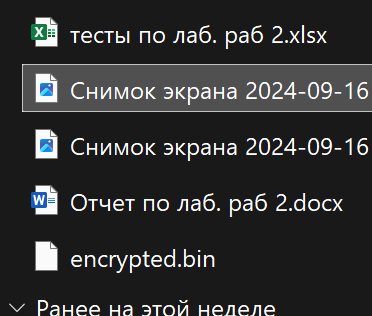 тесты по лаб. раб 2.xlsx
Снимок экрана 2024-09-16
Снимок экрана 2024-09-16
Отчет по лаб. раб 2.docx
encrypted.bin
Ранее на этой неделе